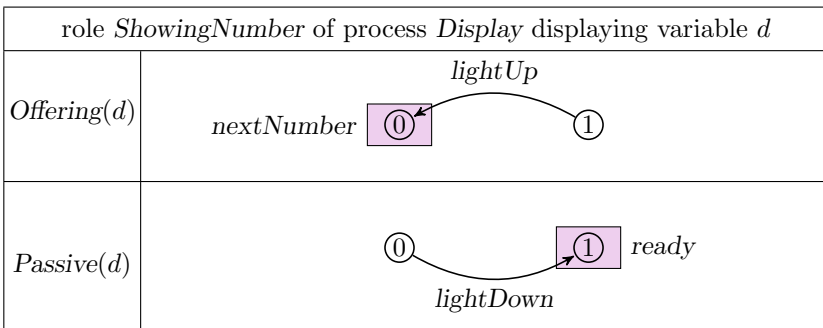 role ShowingNumber of process Display displaying variable d
lightUp
Offering(d)
nextNumber
0
1
0
1
ready
Passive(d)
lightDown